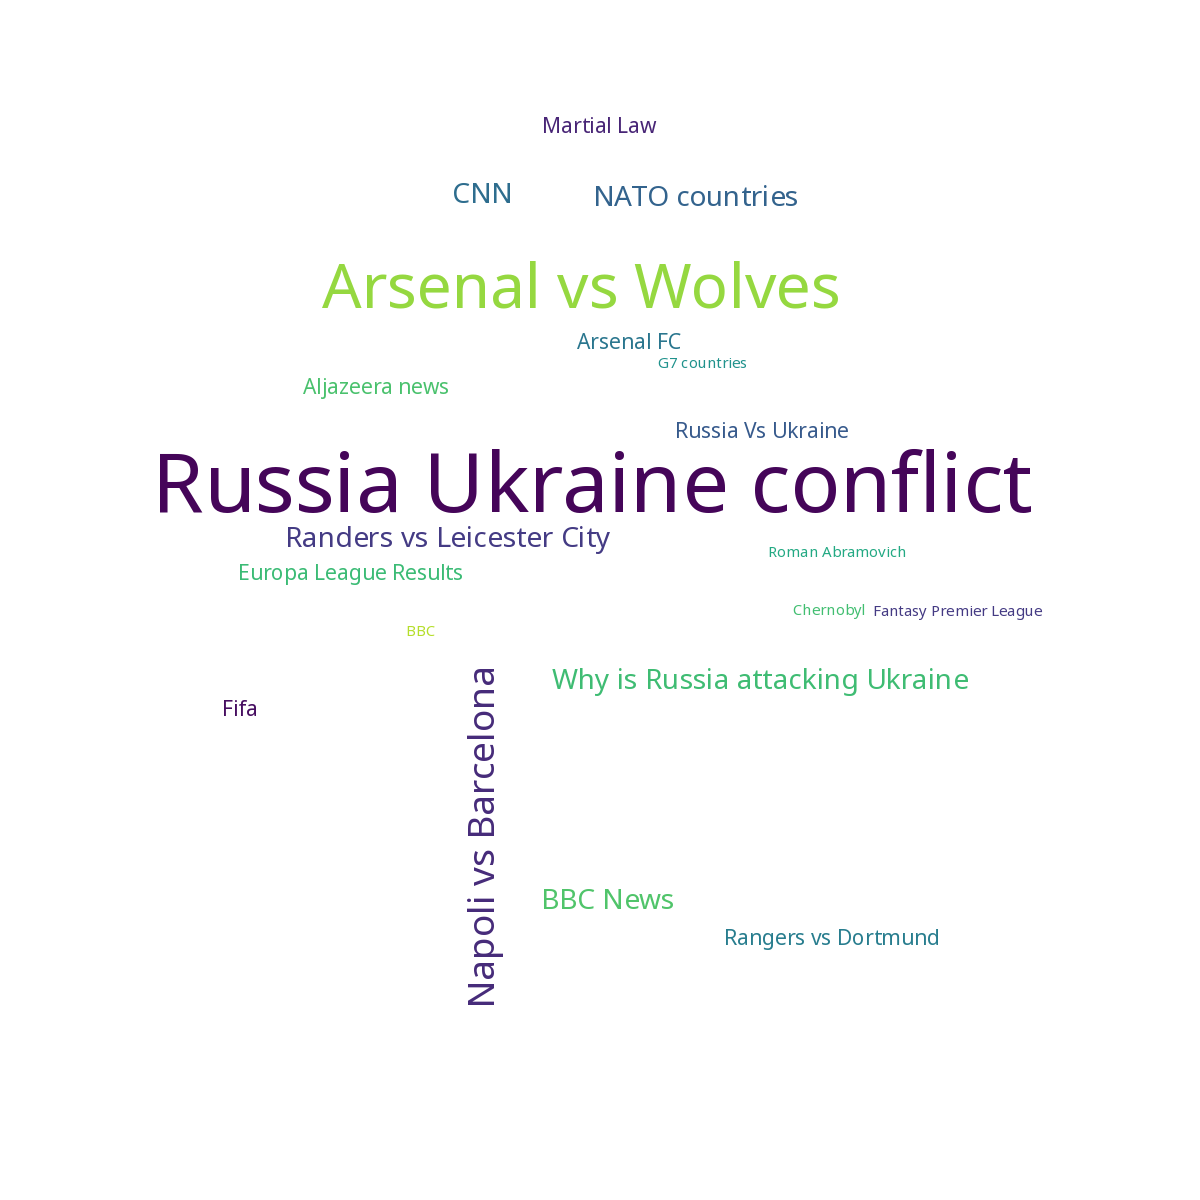 Martial Law
CNN
NATO countries
Arsenal vs Wolves
Arsenal FC
G7 countries
Aljazeera news
Russia Vs Ukraine
Russia Ukraine conflict
Randers vs Leicester City
Roman Abramovich
Europa League Results
Chernobyl
Fantasy Premier League
BBC
Why is Russia attacking Ukraine
Fifa
Napoli vs Barcelona
BBC News
Rangers vs Dortmund